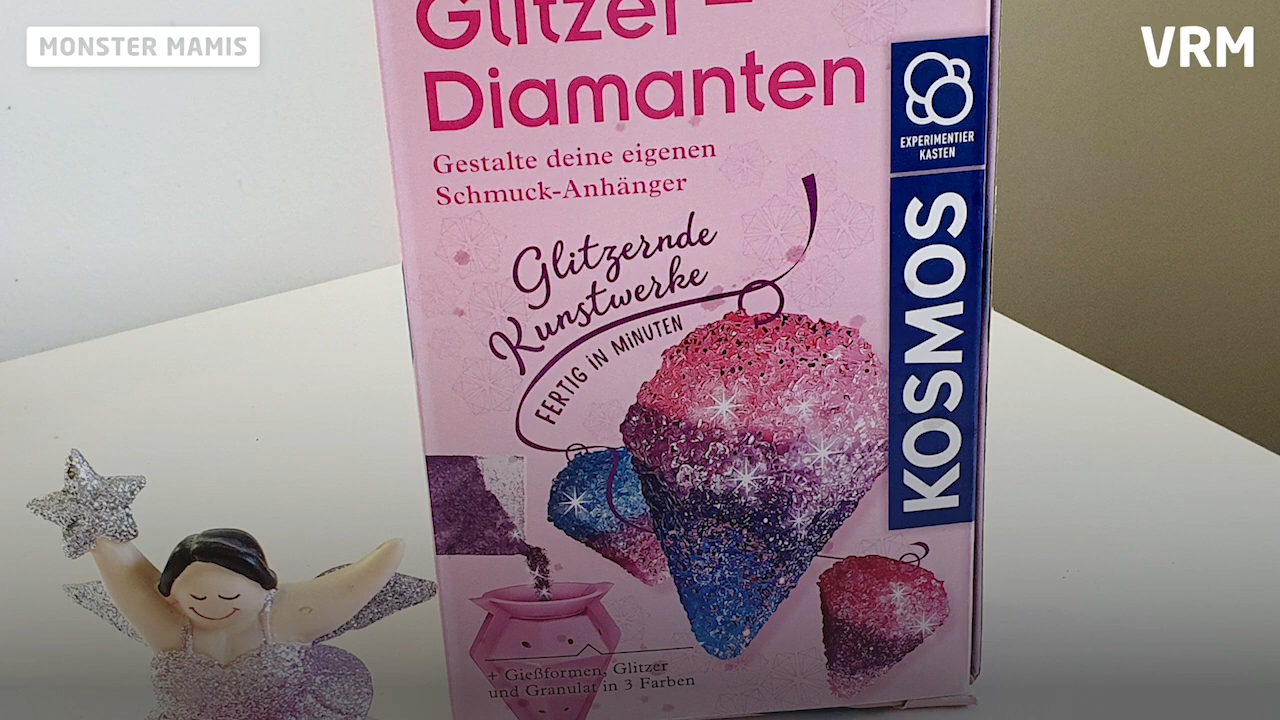 MONSTER MAMIS
VRM
Glitzer-
Diamanten
Gestalte deine eigenen
Schmuck-Anhänger
Glitzernde
Kunstwerke
FERTIG IN MINUTEN
EXPERIMENTIER
KASTEN
KOSMOS
+ Gießformen, Glitzer
und Granulat in 3 Farben